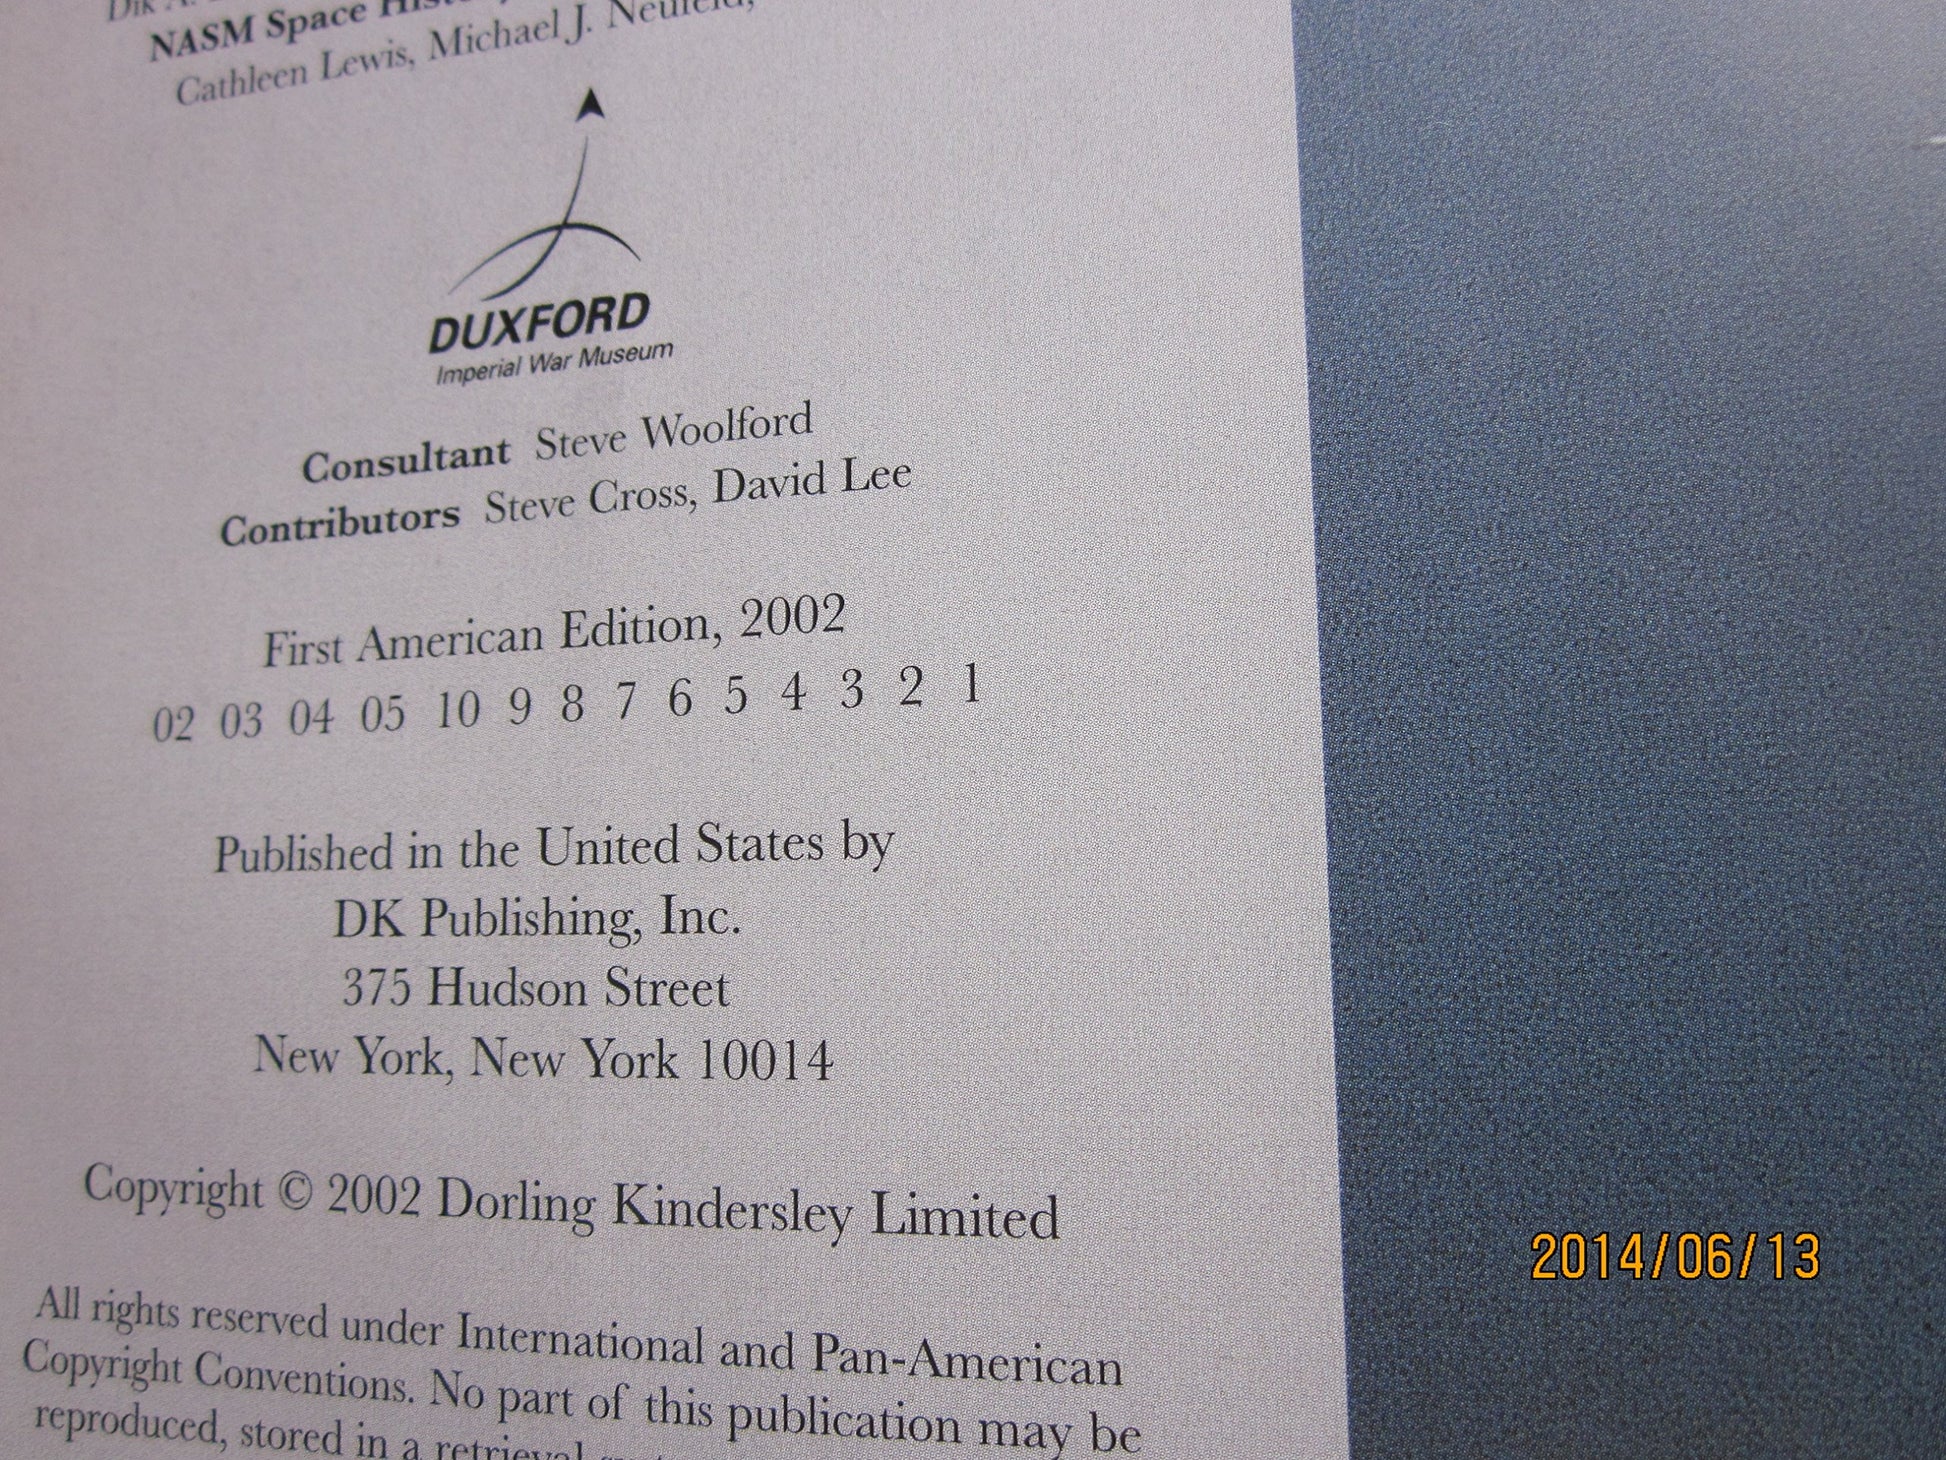 NASM Space
Cathleen Lewis, Michael J. Neufeld,
DUXFORD
Imperial War Museum
Consultant Steve Woolford
Contributors Steve Cross, David Lee
First American Edition, 2002
02 03 04 05 10 9 8 7 6 5 4 3 2 1
Published in the United States by
DK Publishing, Inc.
375 Hudson Street
New York, New York 10014
Copyright © 2002 Dorling Kindersley Limited
All rights reserved under International and Pan-American
Copyright Conventions. No part of this publication may be
reproduced, stored in a retrieval
2014/06/13